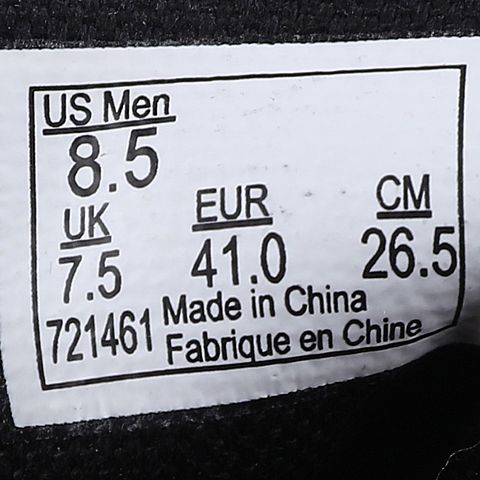 US Men
8.5
UK EUR CM
7.5 41.0 26.5
721461 Made in China
Fabrique en Chine